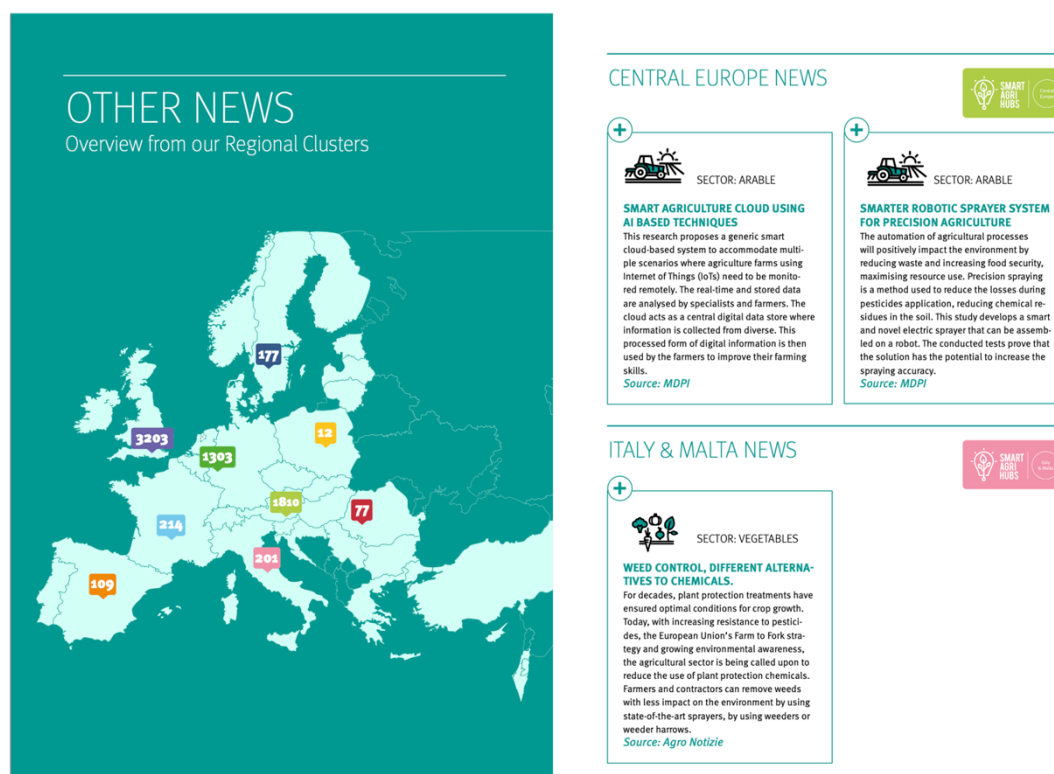 OTHER NEWS
Overview from our Regional Clusters
177
3203
1303
12
1810
77
214
201
109
CENTRAL EUROPE NEWS
SMART
AGRI
HUBS
Central
Europe
SECTOR: ARABLE
SMART AGRICULTURE CLOUD USING
AI BASED TECHNIQUES
This research proposes a generic smart
cloud-based system to accommodate multi-
ple scenarios where agriculture farms using
Internet of Things (IoTs) need to be monito-
red remotely. The real-time and stored data
are analysed by specialists and farmers. The
cloud acts as a central digital data store where
information is collected from diverse. This
processed form of digital information is then
used by the farmers to improve their farming
skills.
Source: MDPI
SECTOR: ARABLE
SMARTER ROBOTIC SPRAYER SYSTEM
FOR PRECISION AGRICULTURE
The automation of agricultural processes
will positively impact the environment by
reducing waste and increasing food security,
maximising resource use. Precision spraying
is a method used to reduce the losses during
pesticides application, reducing chemical re-
sidues in the soil. This study develops a smart
and novel electric sprayer that can be assemb-
led on a robot. The conducted tests prove that
the solution has the potential to increase the
spraying accuracy.
Source: MDPI
ITALY & MALTA NEWS
SMART
AGRI
HUBS
Italy
& Malta
SECTOR: VEGETABLES
WEED CONTROL, DIFFERENT ALTERNA-
TIVES TO CHEMICALS.
For decades, plant protection treatments have
ensured optimal conditions for crop growth.
Today, with increasing resistance to pestici-
des, the European Union's Farm to Fork stra-
tegy and growing environmental awareness,
the agricultural sector is being called upon to
reduce the use of plant protection chemicals.
Farmers and contractors can remove weeds
with less impact on the environment by using
state-of-the-art sprayers, by using weeders or
weeder harrows.
Source: Agro Notizie